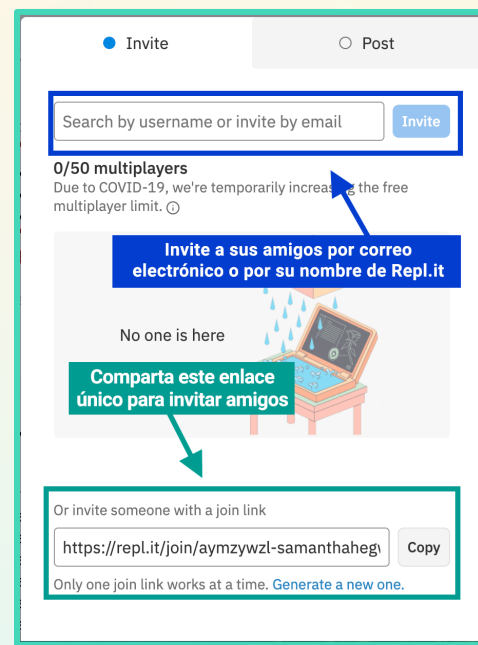 Invite
Post
Search by username or invite by email
Invite
0/50 multiplayers
Due to COVID-19, we're temporarily increasing the free
multiplayer limit.
Invite a sus amigos por correo
electrónico o por su nombre de Repl.it
No one is here
Comparta este enlace
único para invitar amigos
Or invite someone with a join link
https://repl.it/join/aymzywzl-samanthaheg
Copy
Only one join link works at a time. Generate a new one.